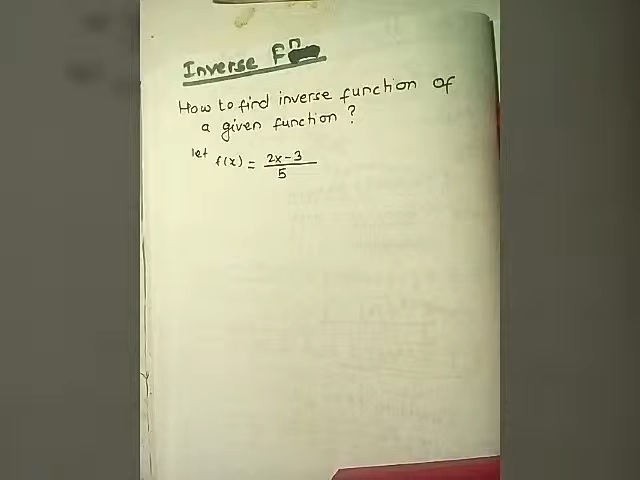 Inverse Fn
How to find inverse function of
a given function ?
let f(x) = 2x-3
5